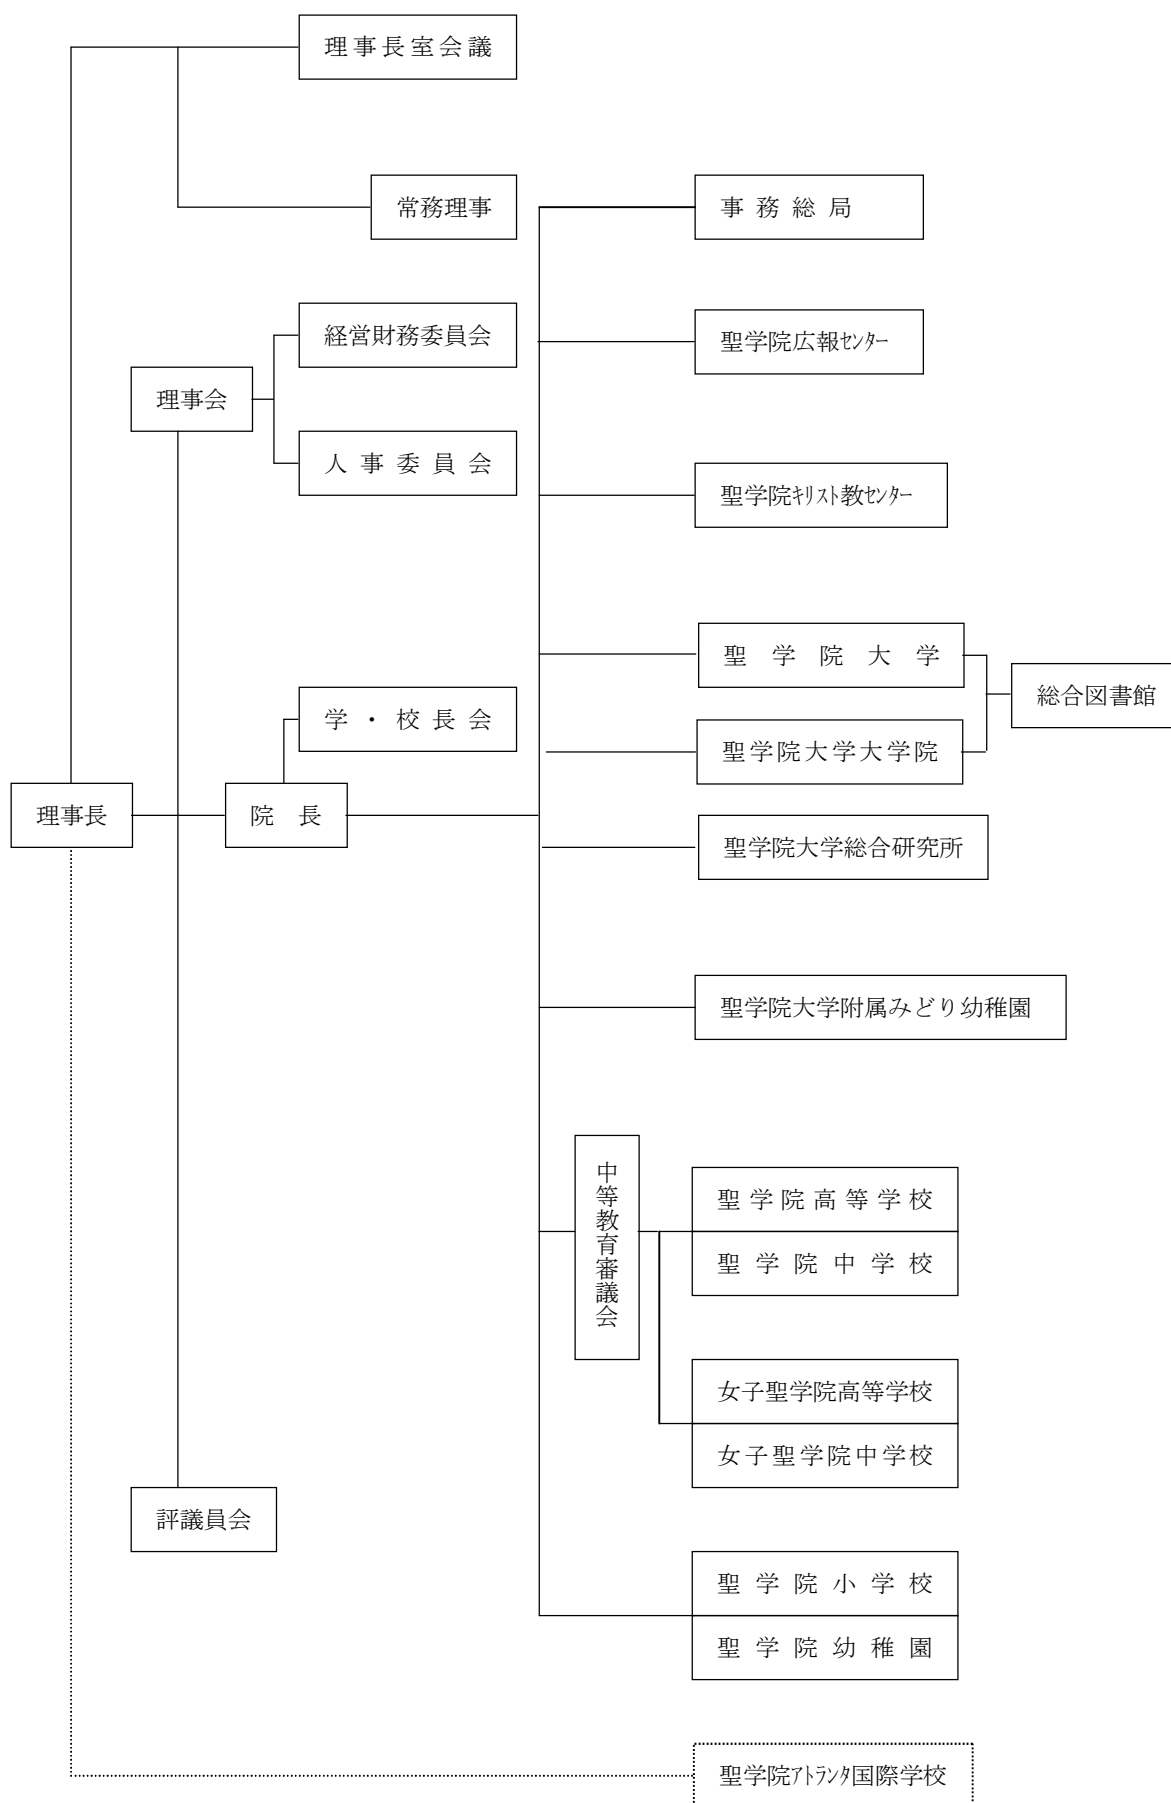 理事長室会議
常務理事
事務総局
経営財務委員会
聖学院広報ｾﾝﾀｰ
理事会
人事委員会
聖学院ｷﾘｽﾄ教ｾﾝﾀｰ
聖学院大学
総合図書館
学・校長会
聖学院大学大学院
理事長
院長
聖学院大学総合研究所
聖学院大学附属みどり幼稚園
中等教育審議会
聖学院高等学校
聖学院中学校
女子聖学院高等学校
女子聖学院中学校
評議員会
聖学院小学校
聖学院幼稚園
聖学院ｱﾄﾗﾝﾀ国際学校